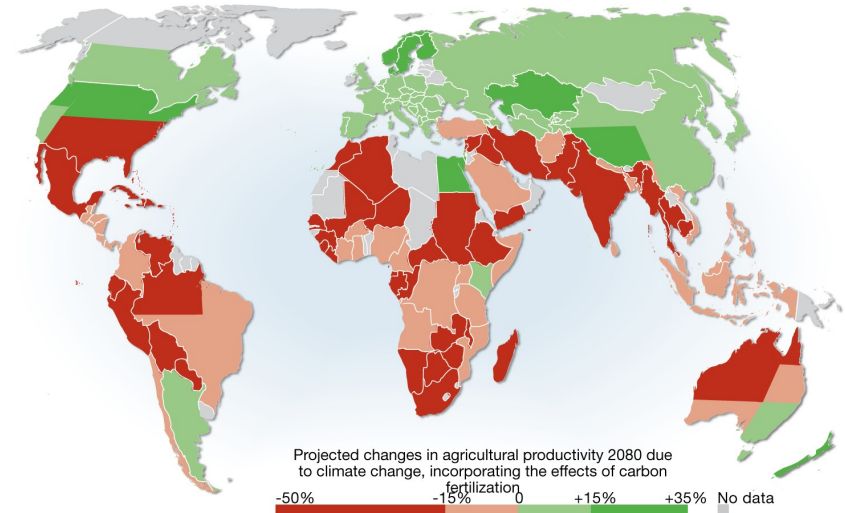 Projected changes in agricultural productivity 2080 due
to climate change, incorporating the effects of carbon
fertilization
-50% -15% 0 +15% +35% No data